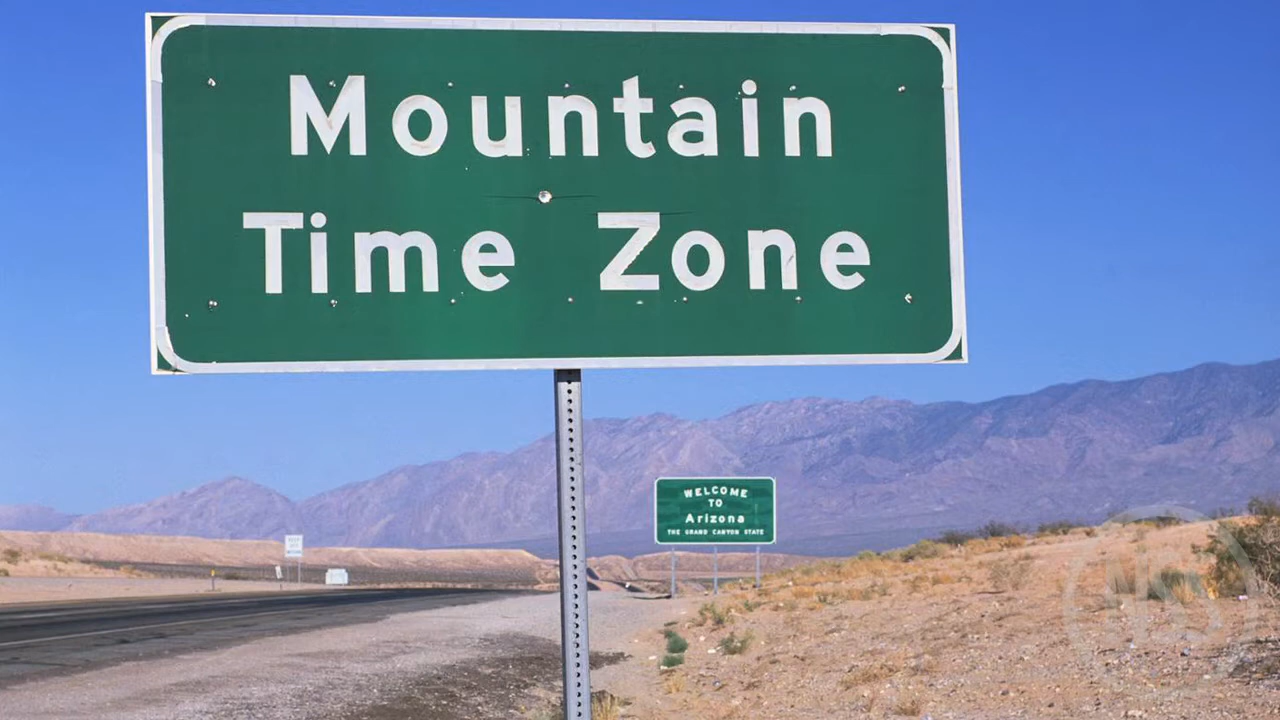 Mountain
Time Zone
WELCOME
TO
Arizona
THE GRAND CANYON STATE